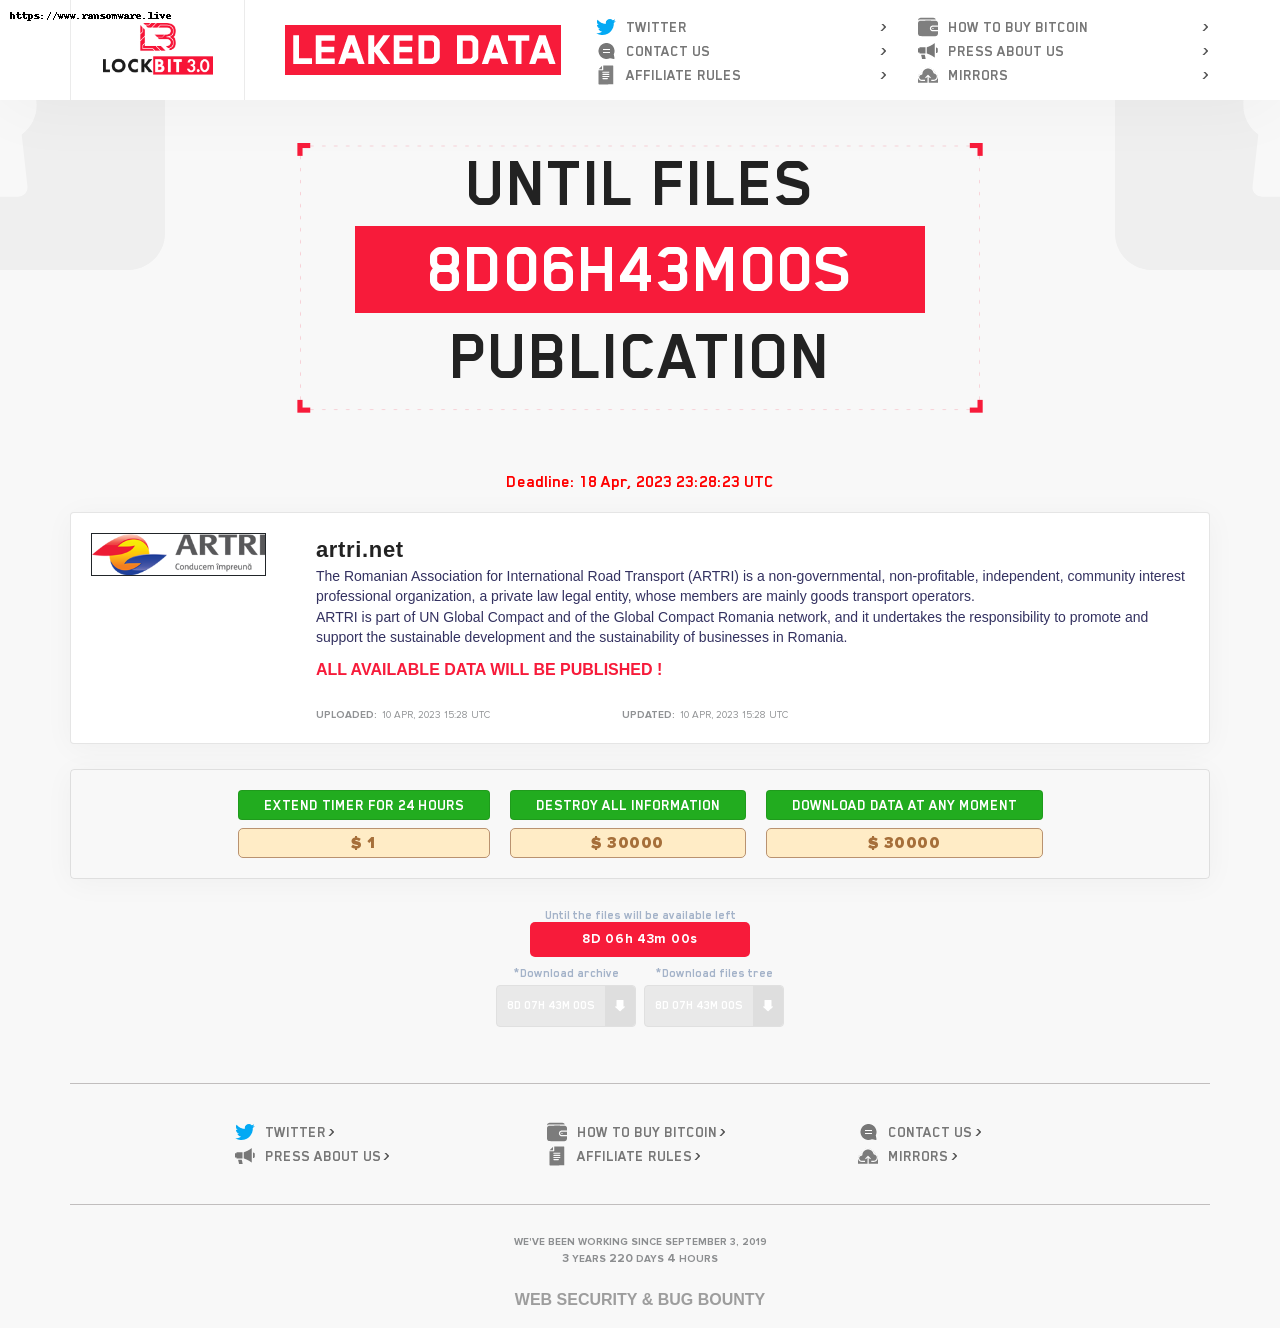 https://www.ransomware.live
LOCKBIT 3.0
LEAKED DATA
TWITTER
CONTACT US
AFFILIATE RULES
HOW TO BUY BITCOIN
PRESS ABOUT US
MIRRORS
UNTIL FILES
8D06H43M00S
PUBLICATION
Deadline: 18 Apr, 2023 23:28:23 UTC
ARTRI
Conducem împreună
artri.net
The Romanian Association for International Road Transport (ARTRI) is a non-governmental, non-profitable, independent, community interest
professional organization, a private law legal entity, whose members are mainly goods transport operators.
ARTRI is part of UN Global Compact and of the Global Compact Romania network, and it undertakes the responsibility to promote and
support the sustainable development and the sustainability of businesses in Romania.
ALL AVAILABLE DATA WILL BE PUBLISHED !
UPLOADED: 10 APR, 2023 15:28 UTC
UPDATED: 10 APR, 2023 15:28 UTC
EXTEND TIMER FOR 24 HOURS
$ 1
DESTROY ALL INFORMATION
$ 30000
DOWNLOAD DATA AT ANY MOMENT
$ 30000
Until the files will be available left
8D 06h 43m 00s
*Download archive
8D 07H 43M 00S
*Download files tree
8D 07H 43M 00S
TWITTER
PRESS ABOUT US
HOW TO BUY BITCOIN
AFFILIATE RULES
CONTACT US
MIRRORS
WE'VE BEEN WORKING SINCE SEPTEMBER 3, 2019
3 YEARS 220 DAYS 4 HOURS
WEB SECURITY & BUG BOUNTY